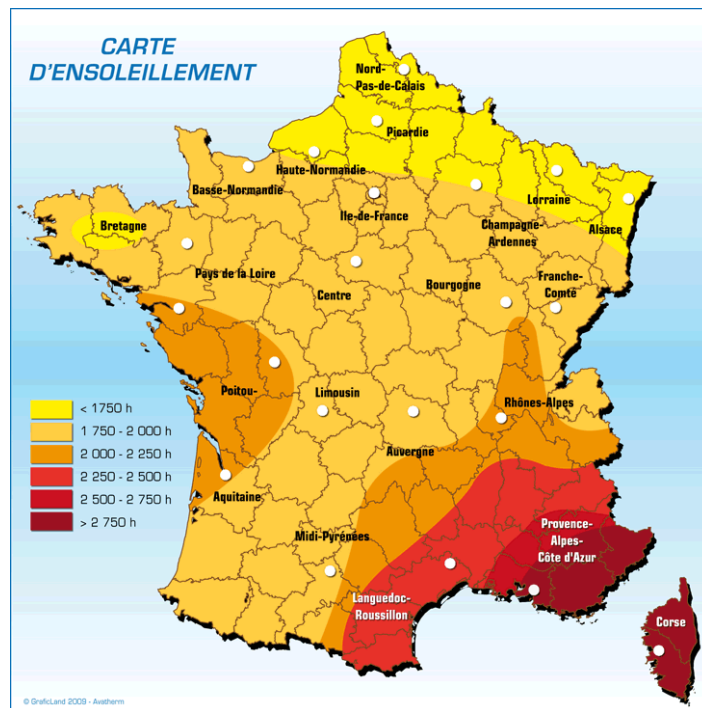 CARTE
D'ENSOLEILLEMENT
Nord-
Pas-de-Calais
Picardie
Haute-Normandie
Basse-Normandie
Lorraine
Ile-de-France
Bretagne
Champagne-
Ardennes
Alsace
Pays de la Loire
Centre
Bourgogne
Franche-
Comté
Poitou-
Limousin
Rhônes-Alpes
Auvergne
Aquitaine
Midi-Pyrénées
Provence-
Alpes-
Côte d'Azur
Languedoc-
Roussillon
Corse
< 1750 h
1 750 - 2 000 h
2 000 - 2 250 h
2 250 - 2 500 h
2 500 - 2 750 h
> 2 750 h
© GraficLand 2009 - Avatherm